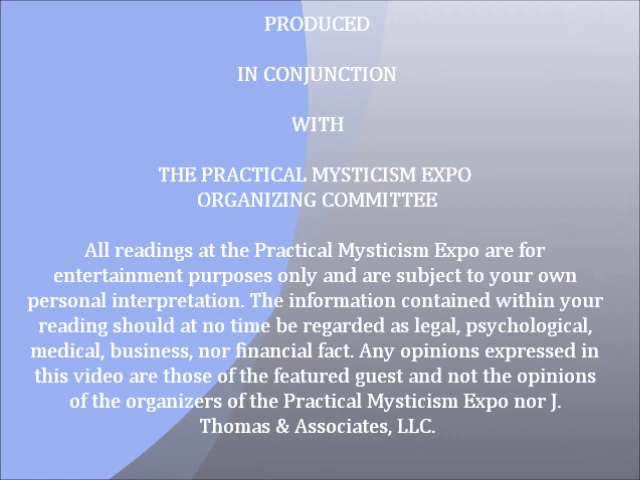 PRODUCED
IN CONJUNCTION
WITH
THE PRACTICAL MYSTICISM EXPO
ORGANIZING COMMITTEE
All readings at the Practical Mysticism Expo are for
entertainment purposes only and are subject to your own
personal interpretation. The information contained within your
reading should at no time be regarded as legal, psychological,
medical, business, nor financial fact. Any opinions expressed in
this video are those of the featured guest and not the opinions
of the organizers of the Practical Mysticism Expo nor J.
Thomas & Associates, LLC.